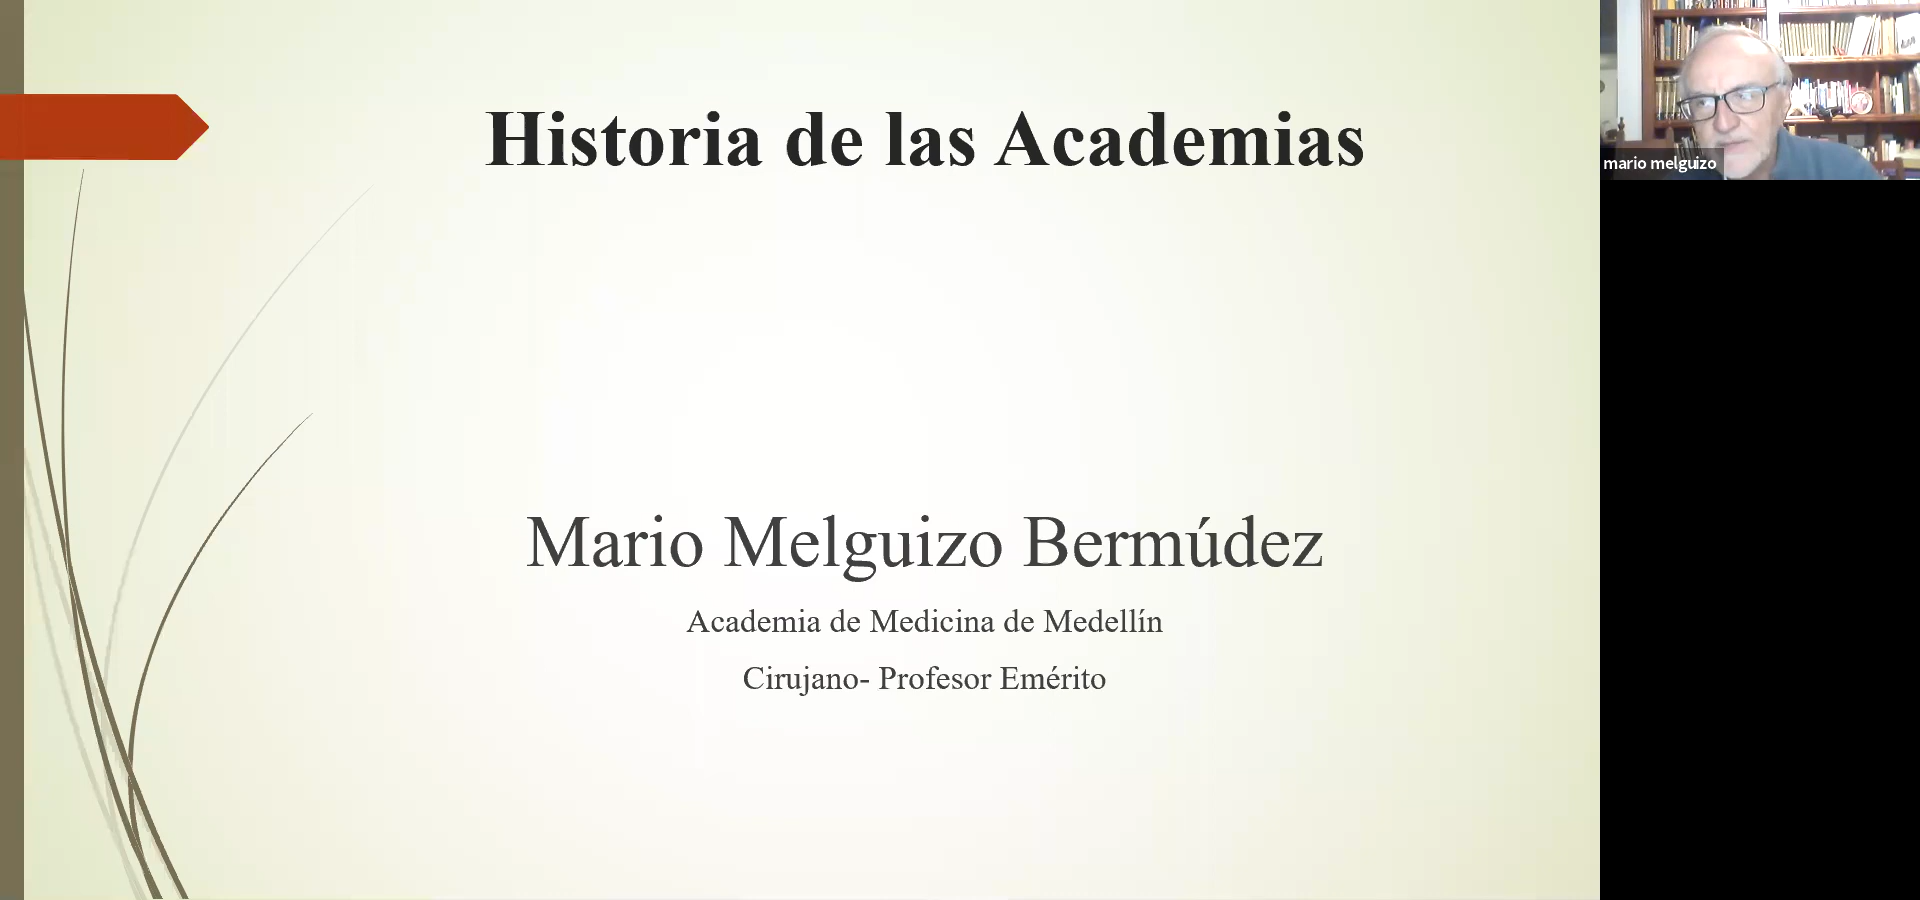 Historia de las Academias
Mario Melguizo Bermúdez
Academia de Medicina de Medellín
Cirujano- Profesor Emérito
mario melguizo